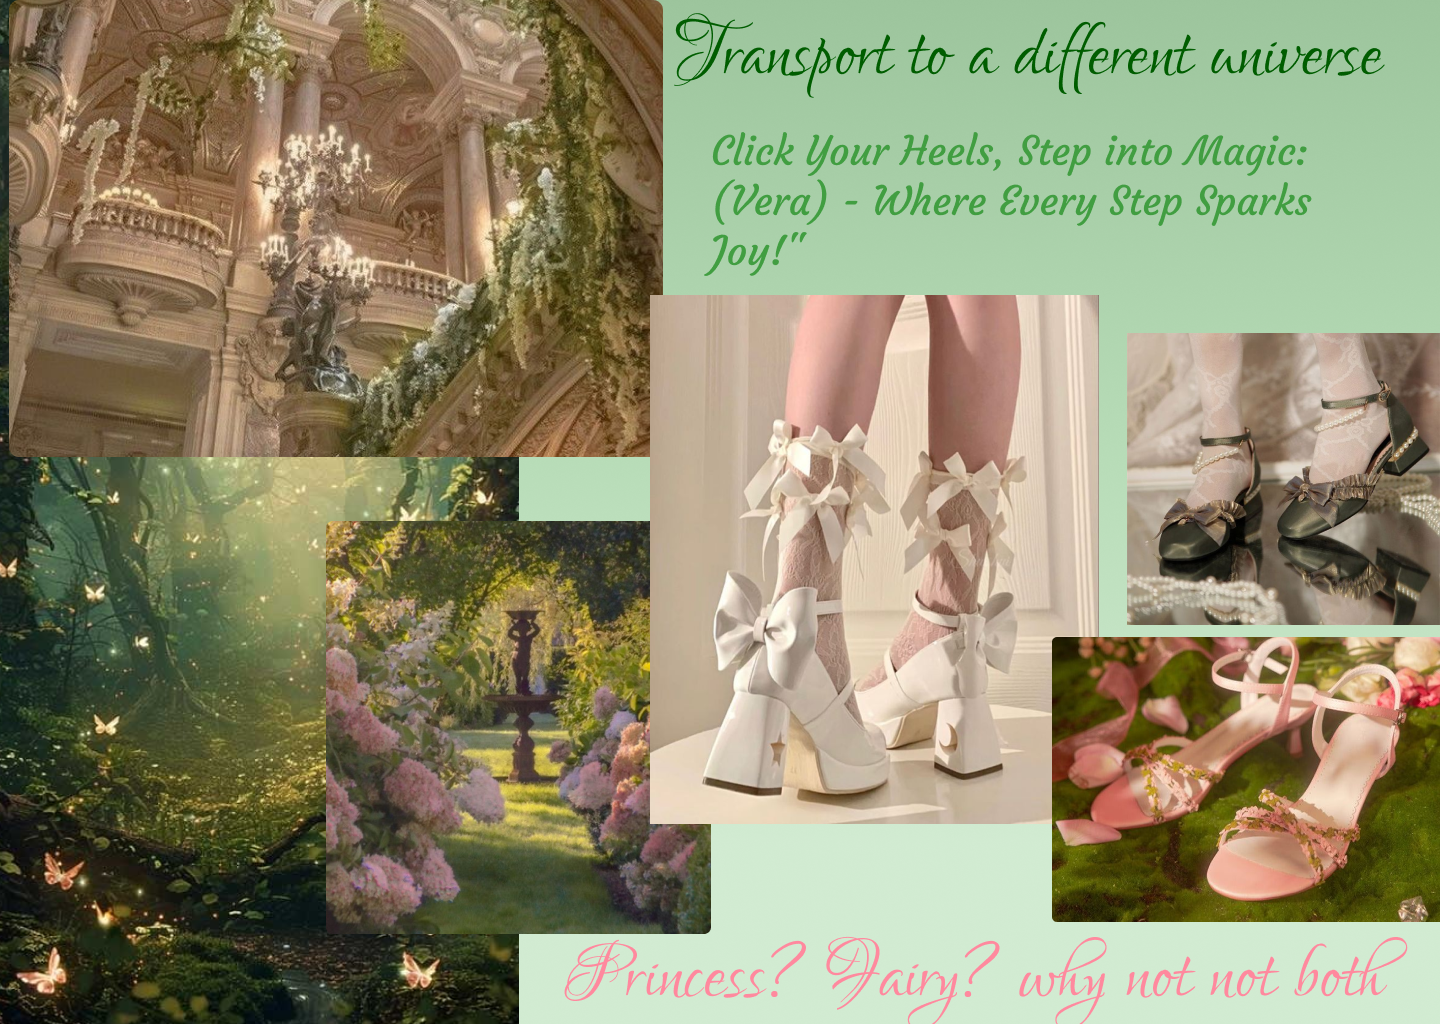 Transport to a different universe
Click Your Heels, Step into Magic:
(Vera) - Where Every Step Sparks
Joy!"
Princess? Fairy? why not not both